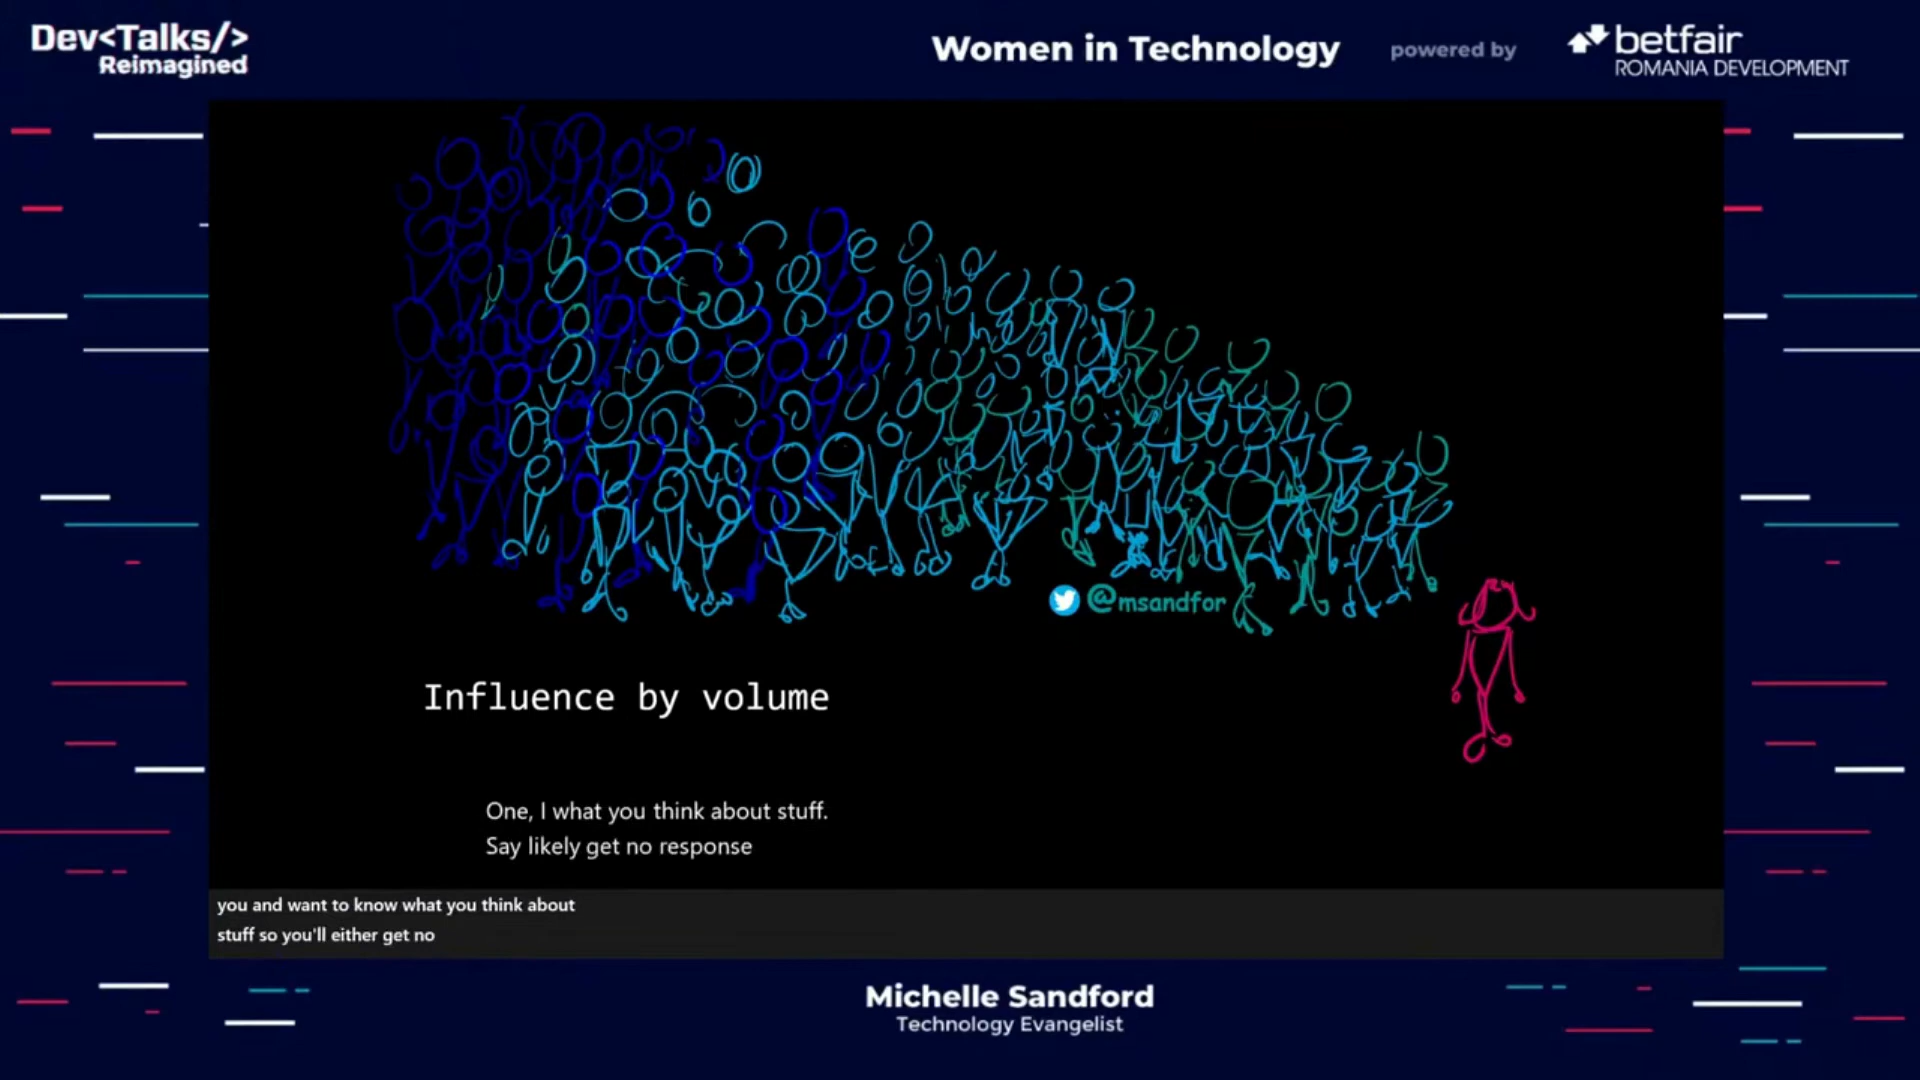 Dev<Talks/>
Reimagined
Women in Technology
powered by
betfair
ROMANIA DEVELOPMENT
@msandfor
Influence by volume
One, I what you think about stuff.
Say likely get no response
you and want to know what you think about
stuff so you'll either get no
Michelle Sandford
Technology Evangelist